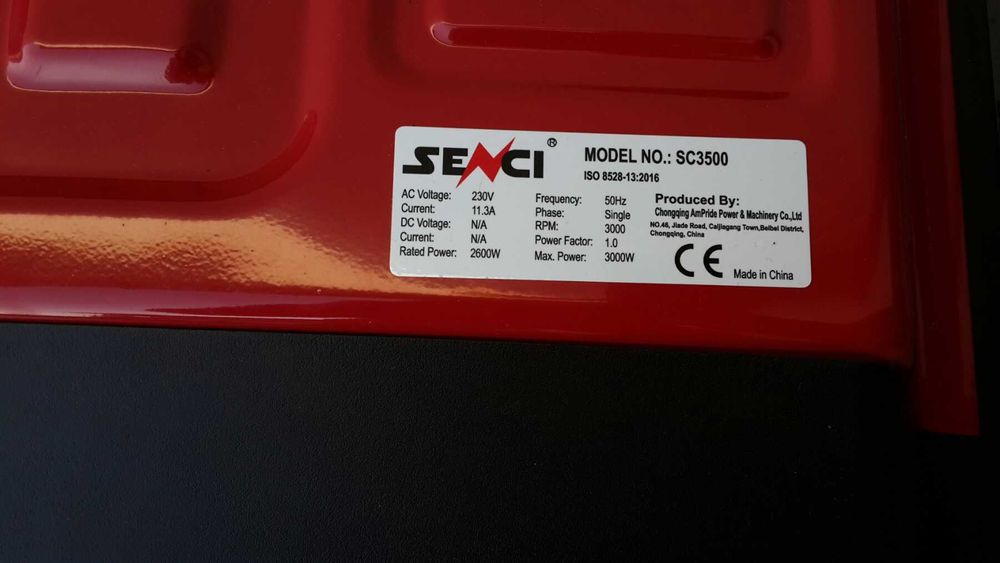 SENCI®
MODEL NO.: SC3500
ISO 8528-13:2016
AC Voltage: 230V
Current: 11.3A
DC Voltage: N/A
Current: N/A
Rated Power: 2600W
Frequency: 50Hz
Phase: Single
RPM: 3000
Power Factor: 1.0
Max. Power: 3000W
Produced By:
Chongqing AmPride Power & Machinery Co.,Ltd
NO.46, Jiade Road, Caijiagang Town,Beibei District,
Chongqing, China
CE
Made in China